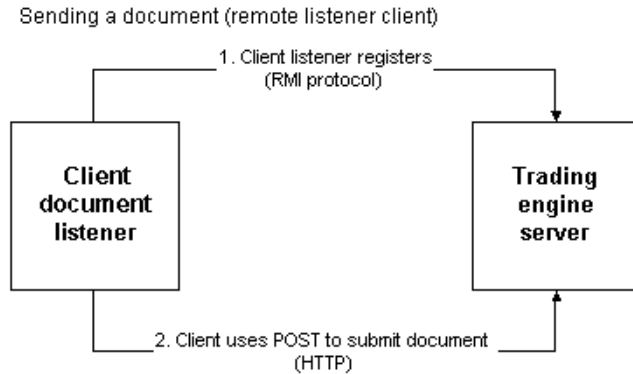 Sending a document (remote listener client)
1. Client listener registers
(RMI protocol)
Client
document
listener
Trading
engine
server
2. Client uses POST to submit document
(HTTP)